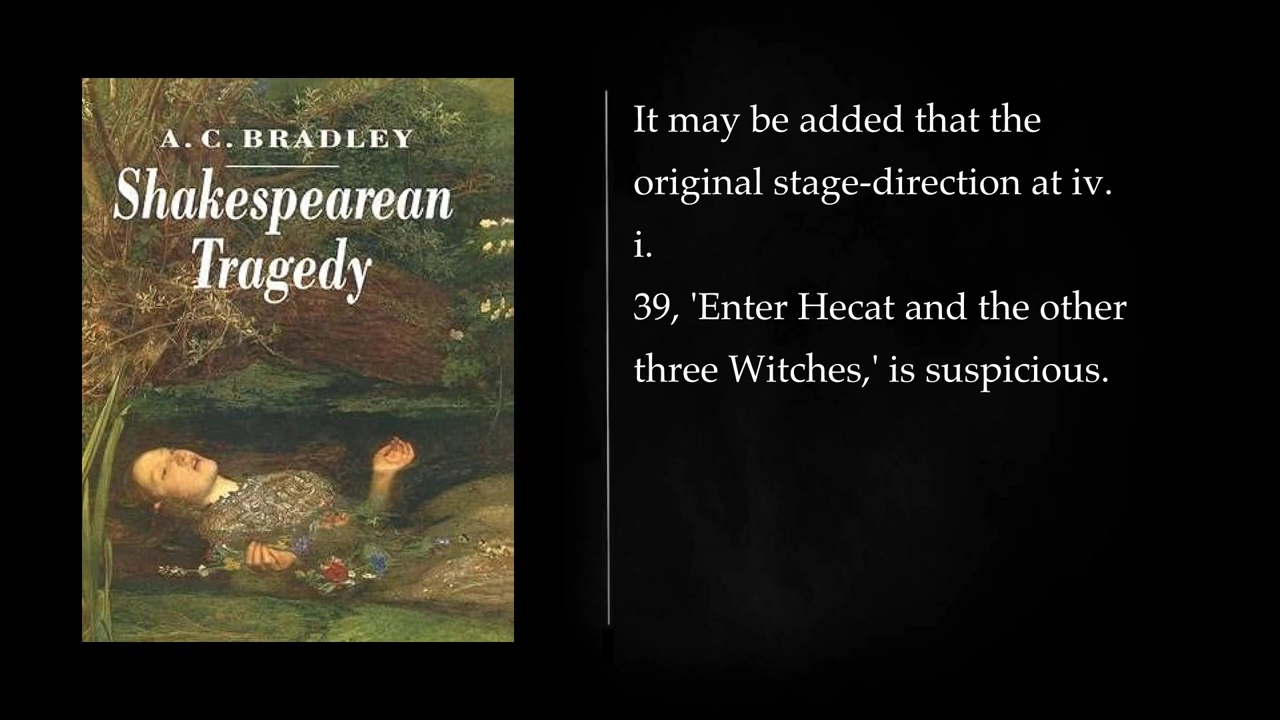 A. C. BRADLEY
Shakespearean
Tragedy
It may be added that the
original stage-direction at iv.
i.
39, 'Enter Hecat and the other
three Witches,' is suspicious.